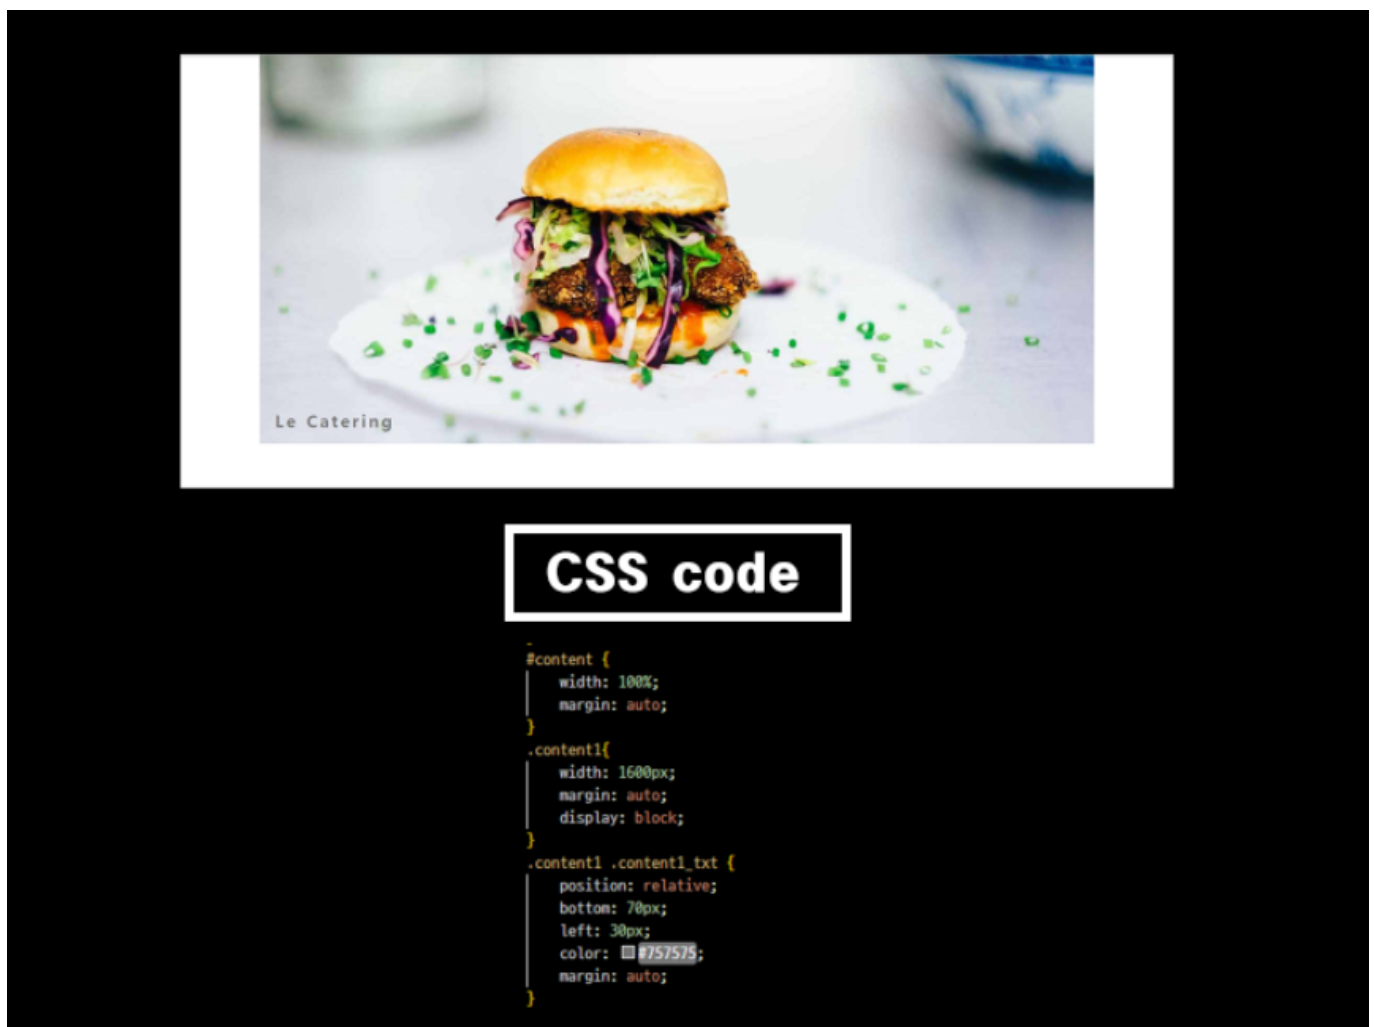 Le Catering
CSS code
#content {
width: 100%;
margin: auto;
}
.content1{
width: 1600px;
margin: auto;
display: block;
}
.content1 .content1_txt {
position: relative;
bottom: 70px;
left: 30px;
color: #757575;
margin: auto;
}